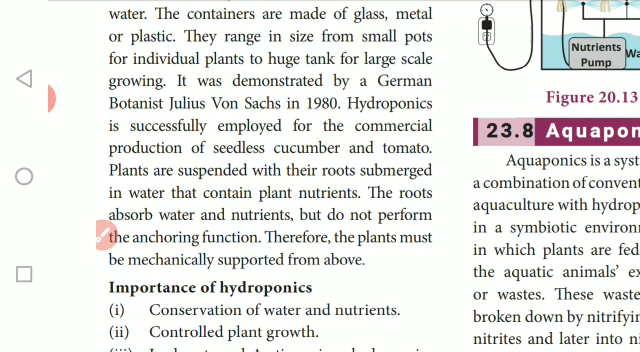 water. The containers are made of glass, metal
or plastic. They range in size from small pots
for individual plants to huge tank for large scale
growing. It was demonstrated by a German
Botanist Julius Von Sachs in 1980. Hydroponics
is successfully employed for the commercial
production of seedless cucumber and tomato.
Plants are suspended with their roots submerged
in water that contain plant nutrients. The roots
absorb water and nutrients, but do not perform
the anchoring function. Therefore, the plants must
be mechanically supported from above.
Importance of hydroponics
(i) Conservation of water and nutrients.
(ii) Controlled plant growth.
Nutrients
Pump
Figure 20.13
23.8 Aquapon
Aquaponics is a syst
a combination of convent
aquaculture with hydrop
in a symbiotic environ
in which plants are fed
the aquatic animals' ex
or wastes. These waste
broken down by nitrifyin
nitrites and later into ni